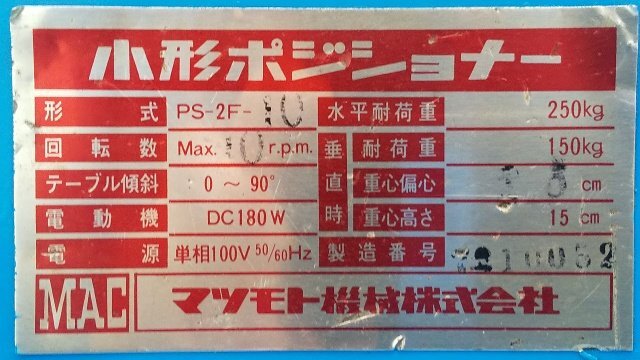 小形ポジショナー
形式 PS-2F-10 水平耐荷重 250kg
回転数 Max. 10 r.p.m. 垂直時 耐荷重 150kg
テーブル傾斜 0〜90° 重心偏心 cm
電動機 DC180W 重心高さ 15cm
電源 単相100V 50/60Hz 製造番号
MAC マツモト機械株式会社